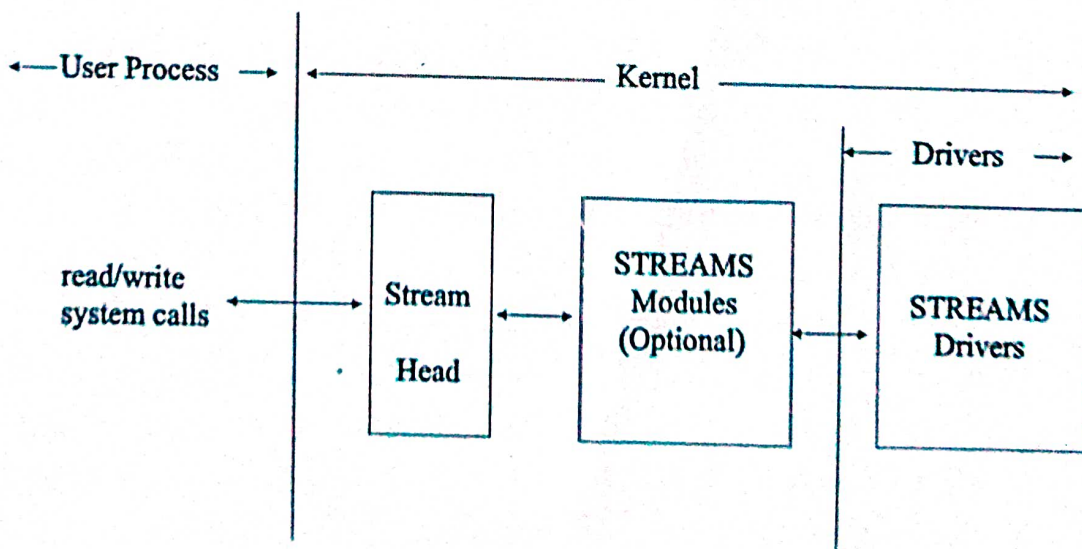 User Process
Kernel
Drivers
read/write
system calls
Stream
Head
STREAMS
Modules
(Optional)
STREAMS
Drivers